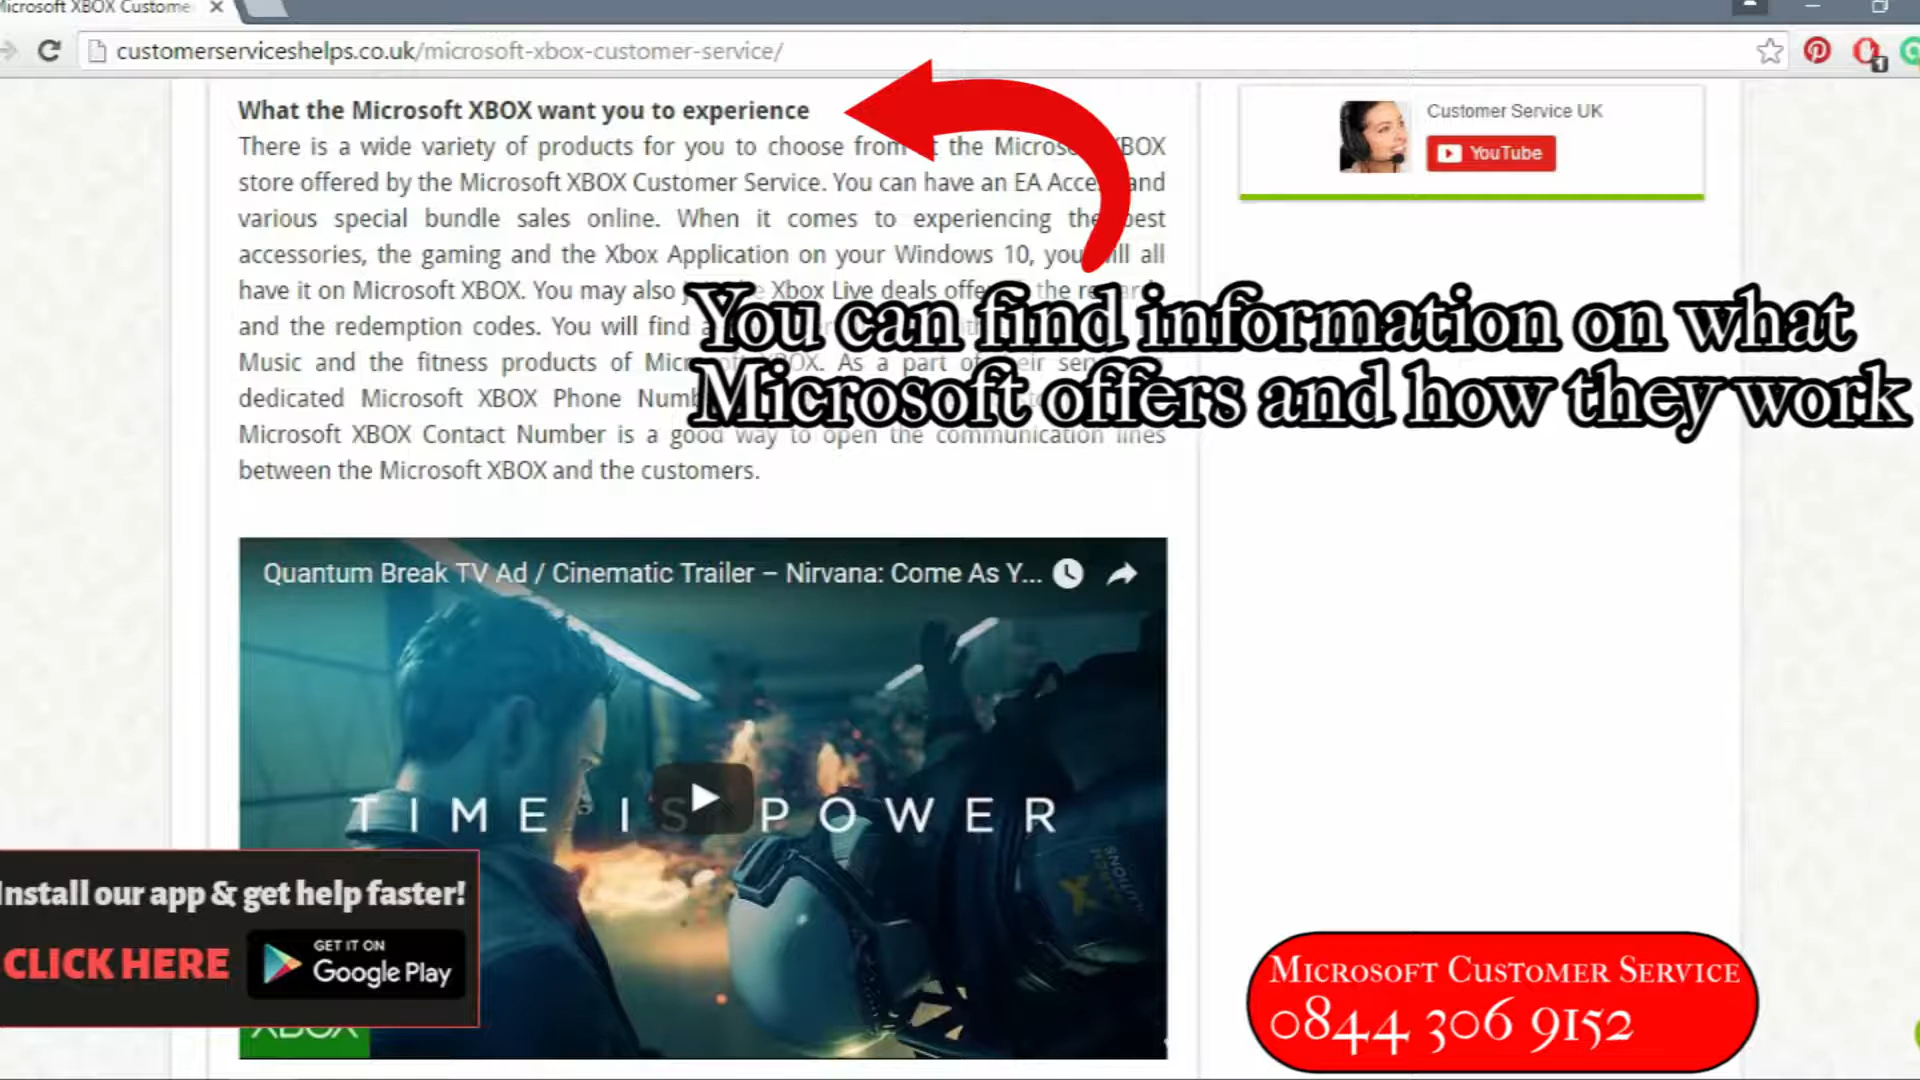 Microsoft XBOX Custome
customerserviceshelps.co.uk/microsoft-xbox-customer-service/
1
What the Microsoft XBOX want you to experience
There is a wide variety of products for you to choose from at the Microsoft XBOX
store offered by the Microsoft XBOX Customer Service. You can have an EA Access and
various special bundle sales online. When it comes to experiencing the best
accessories, the gaming and the Xbox Application on your Windows 10, you will all
have it on Microsoft XBOX. You may also Xbox Live deals the
and the redemption codes. You will find
Music and the fitness products of Microsoft XBOX. As a part of their
dedicated Microsoft XBOX Phone
Microsoft XBOX Contact Number is a good way to open the communication lines
between the Microsoft XBOX and the customers.
Customer Service UK
YouTube
You can find information on what
Microsoft offers and how they work
Quantum Break TV Ad / Cinematic Trailer – Nirvana: Come As Y...
TIME IS POWER
XBOX
Install our app & get help faster!
CLICK HERE
GET IT ON
Google Play
Microsoft Customer Service
0844 306 9152